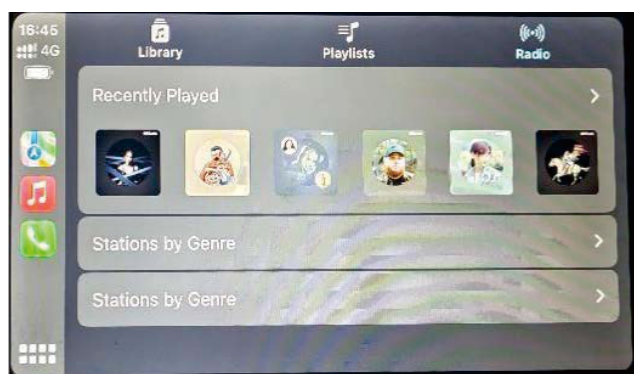 16:45
4G
Library
Playlists
Radio
Recently Played
Stations by Genre
Stations by Genre